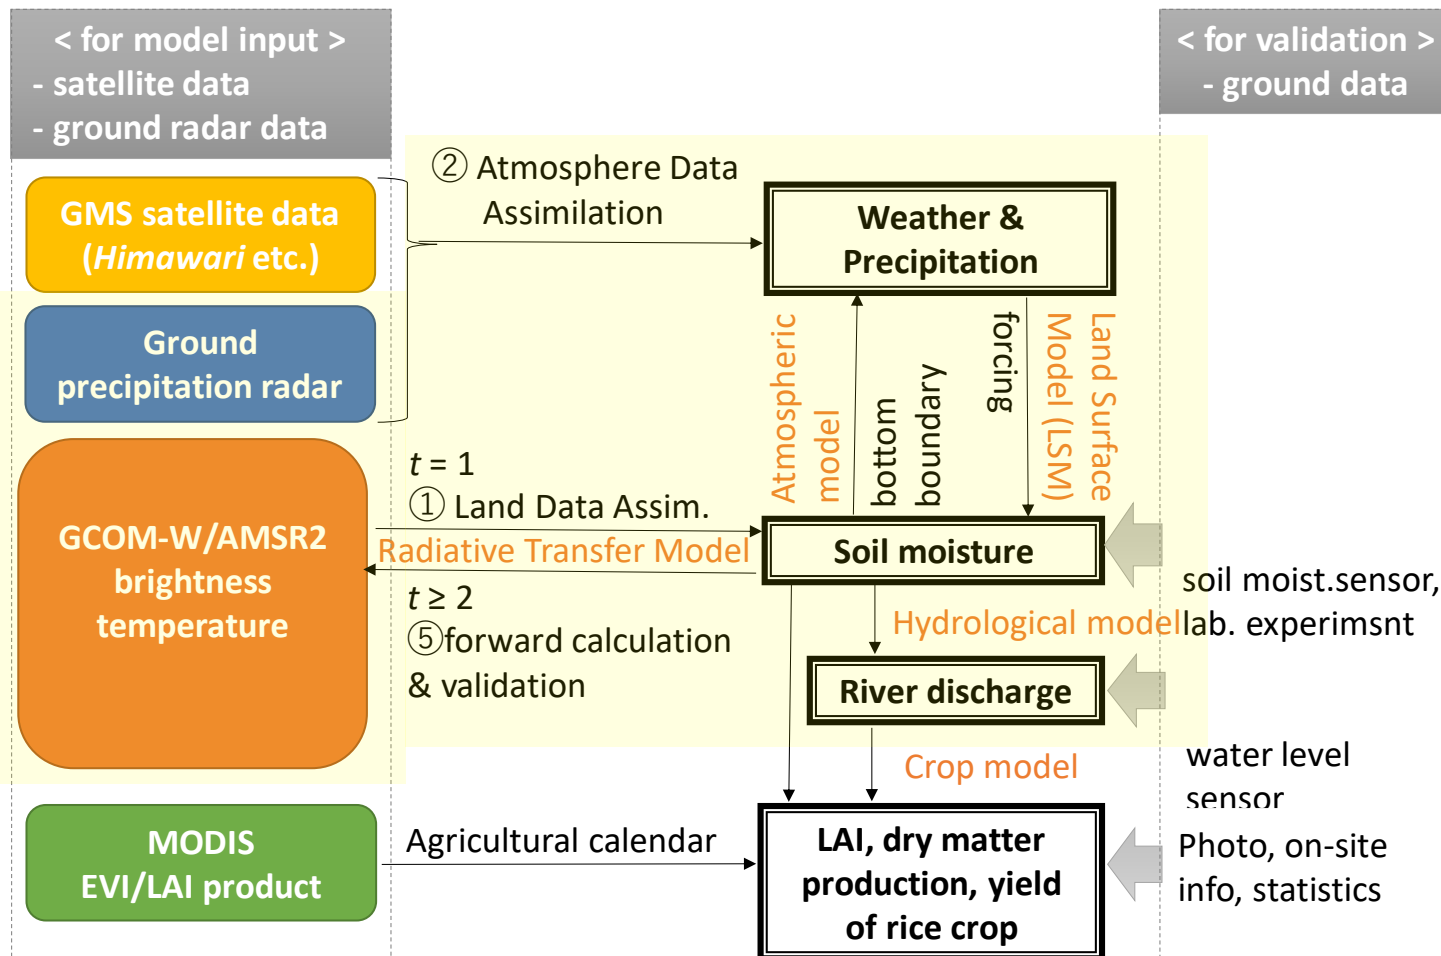 < for model input >
- satellite data
- ground radar data
< for validation >
- ground data
② Atmosphere Data
Assimilation
GMS satellite data
(Himawari etc.)
Weather &
Precipitation
Ground
precipitation radar
Atmospheric
model
bottom
boundary
forcing
Land Surface
Model (LSM)
t = 1
① Land Data Assim.
Radiative Transfer Model
t ≥ 2
⑤forward calculation
& validation
GCOM-W/AMSR2
brightness
temperature
Soil moisture
soil moist.sensor,
lab. experimsnt
Hydrological model
River discharge
water level
sensor
Crop model
MODIS
EVI/LAI product
Agricultural calendar
LAI, dry matter
production, yield
of rice crop
Photo, on-site
info, statistics